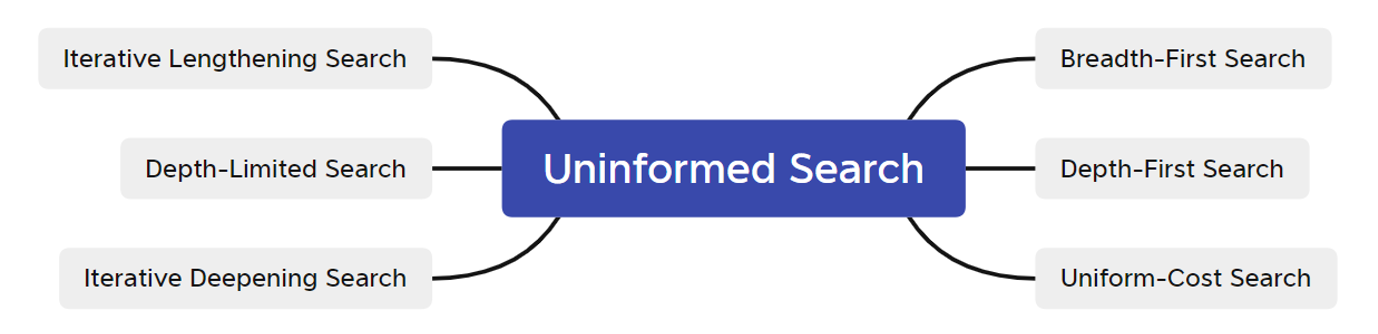 Iterative Lengthening Search
Breadth-First Search
Depth-Limited Search
Uninformed Search
Depth-First Search
Iterative Deepening Search
Uniform-Cost Search